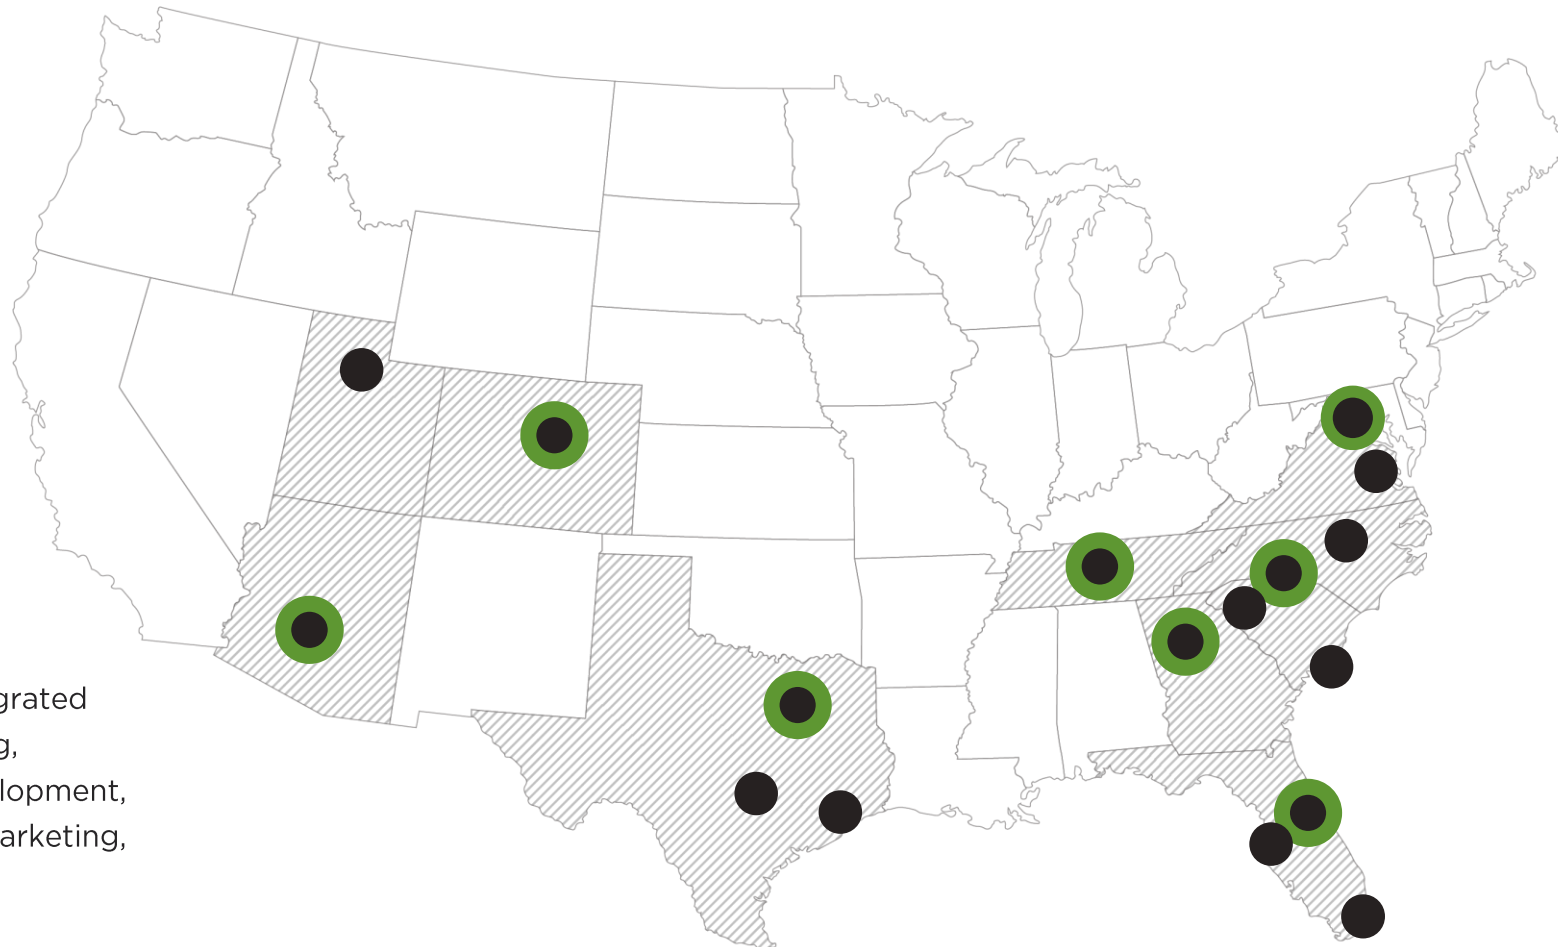 grated
g,
lopment,
arketing,